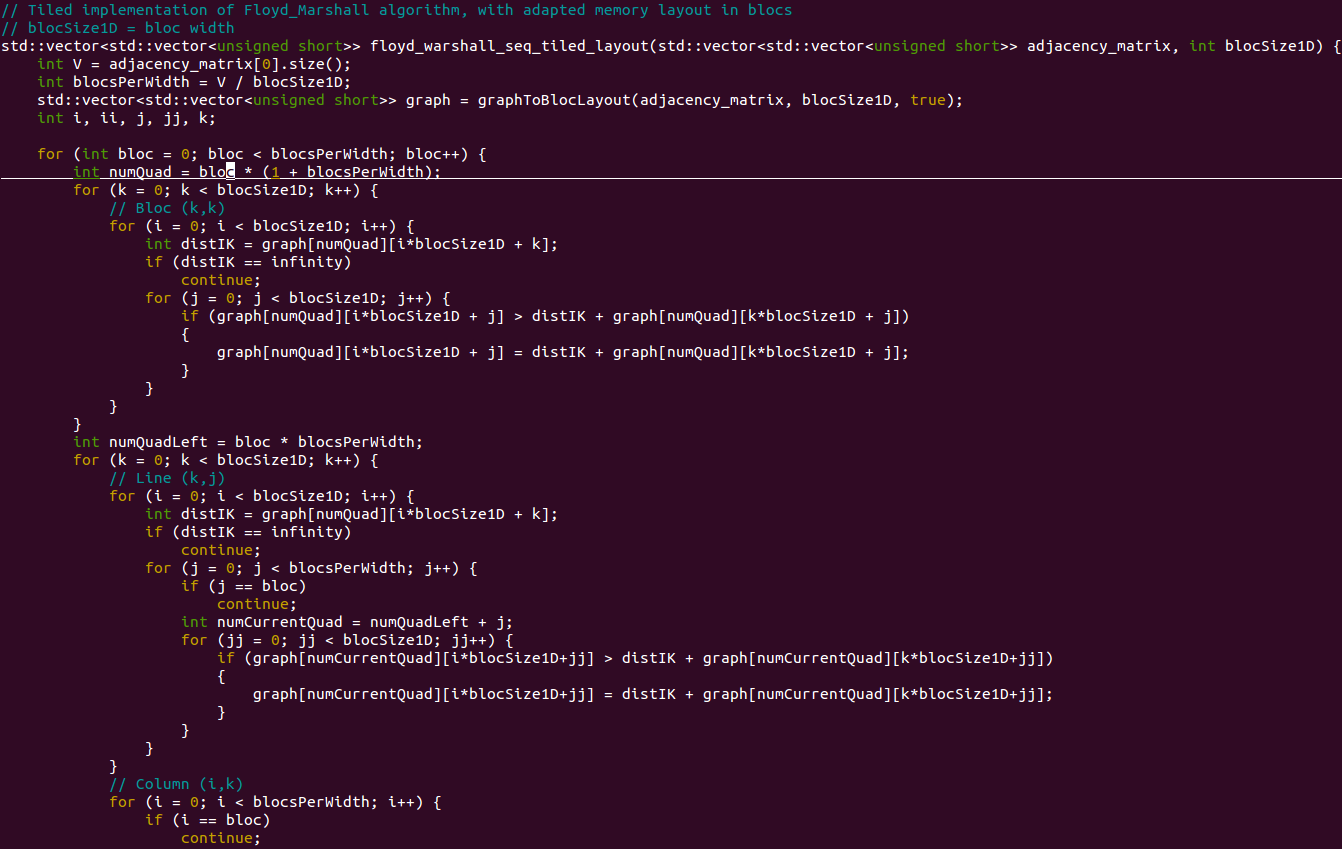 // Tiled implementation of Floyd_Marshall algorithm, with adapted memory layout in blocs
// blocSize1D = bloc width
std::vector<std::vector<unsigned short>> floyd_warshall_seq_tiled_layout(std::vector<std::vector<unsigned short>> adjacency_matrix, int blocSize1D) {
    int V = adjacency_matrix[0].size();
    int blocsPerWidth = V / blocSize1D;
    std::vector<std::vector<unsigned short>> graph = graphToBlocLayout(adjacency_matrix, blocSize1D, true);
    int i, ii, j, jj, k;

    for (int bloc = 0; bloc < blocsPerWidth; bloc++) {
        int numQuad = bloc * (1 + blocsPerWidth);
        for (k = 0; k < blocSize1D; k++) {
            // Bloc (k,k)
            for (i = 0; i < blocSize1D; i++) {
                int distIK = graph[numQuad][i*blocSize1D + k];
                if (distIK == infinity)
                    continue;
                for (j = 0; j < blocSize1D; j++) {
                    if (graph[numQuad][i*blocSize1D + j] > distIK + graph[numQuad][k*blocSize1D + j])
                    {
                        graph[numQuad][i*blocSize1D + j] = distIK + graph[numQuad][k*blocSize1D + j];
                    }
                }
            }
        }
        int numQuadLeft = bloc * blocsPerWidth;
        for (k = 0; k < blocSize1D; k++) {
            // Line (k,j)
            for (i = 0; i < blocSize1D; i++) {
                int distIK = graph[numQuad][i*blocSize1D + k];
                if (distIK == infinity)
                    continue;
                for (j = 0; j < blocsPerWidth; j++) {
                    if (j == bloc)
                        continue;
                    int numCurrentQuad = numQuadLeft + j;
                    for (jj = 0; jj < blocSize1D; jj++) {
                        if (graph[numCurrentQuad][i*blocSize1D+jj] > distIK + graph[numCurrentQuad][k*blocSize1D+jj])
                        {
                            graph[numCurrentQuad][i*blocSize1D+jj] = distIK + graph[numCurrentQuad][k*blocSize1D+jj];
                        }
                    }
                }
            }
            // Column (i,k)
            for (i = 0; i < blocsPerWidth; i++) {
                if (i == bloc)
                    continue;